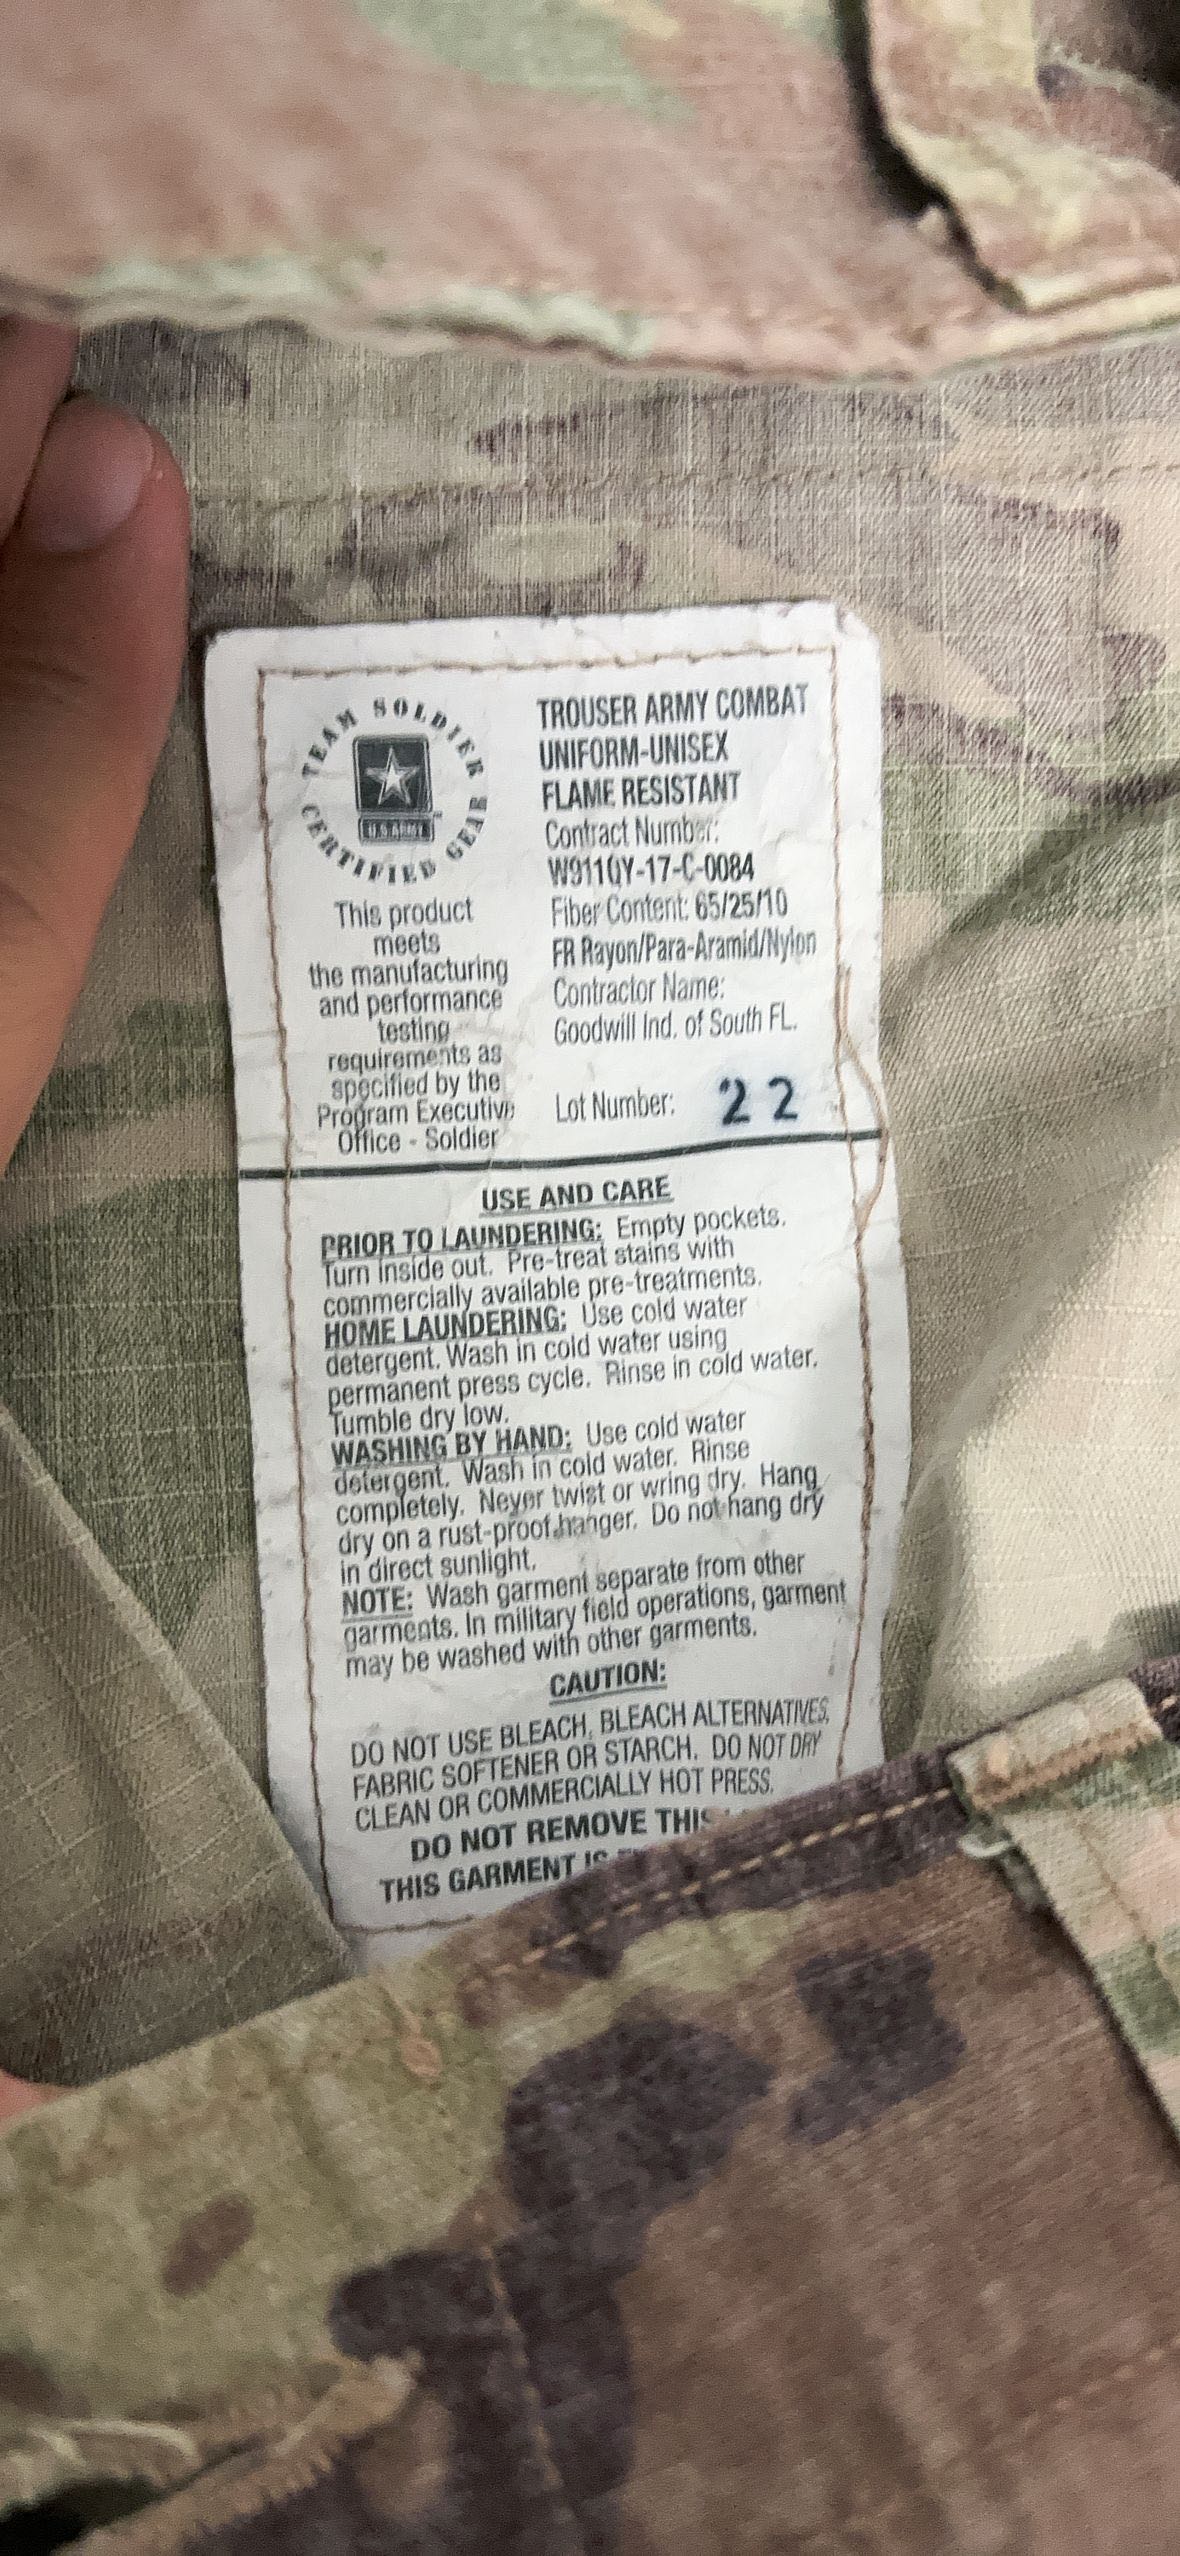 TEAM SOLDIER
CERTIFIED GEAR
U.S. ARMY
This product
meets
the manufacturing
and performance
testing
requirements as
specified by the
Program Executive
Office - Soldier
TROUSER ARMY COMBAT
UNIFORM-UNISEX
FLAME RESISTANT
Contract Number:
W911QY-17-C-0084
Fiber Content: 65/25/10
FR Rayon/Para-Aramid/Nylon
Contractor Name:
Goodwill Ind. of South FL.
Lot Number: 22
USE AND CARE
PRIOR TO LAUNDERING: Empty pockets.
Turn inside out. Pre-treat stains with
commercially available pre-treatments.
HOME LAUNDERING: Use cold water
detergent. Wash in cold water using
permanent press cycle. Rinse in cold water.
Tumble dry low.
WASHING BY HAND: Use cold water
detergent. Wash in cold water. Rinse
completely. Never twist or wring dry. Hang
dry on a rust-proof hanger. Do not hang dry
in direct sunlight.
NOTE: Wash garment separate from other
garments. In military field operations, garment
may be washed with other garments.
CAUTION:
DO NOT USE BLEACH, BLEACH ALTERNATIVES,
FABRIC SOFTENER OR STARCH. DO NOT DRY
CLEAN OR COMMERCIALLY HOT PRESS.
DO NOT REMOVE THIS
THIS GARMENT IS